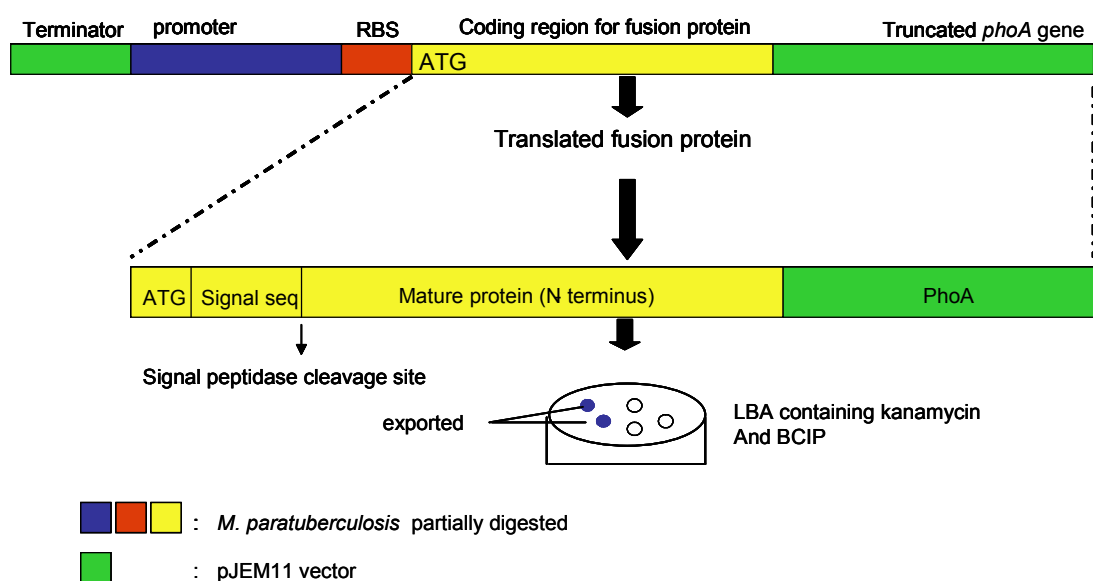 Terminator promoter RBS Coding region for fusion protein Truncated phoA gene
ATG
Translated fusion protein
ATG Signal seq Mature protein (N terminus) PhoA
Signal peptidase cleavage site
exported
LBA containing kanamycin
And BCIP
: M. paratuberculosis partially digested
: pJEM11 vector